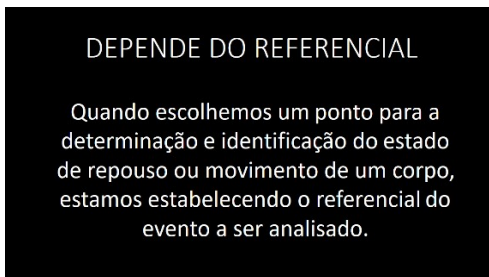 DEPENDE DO REFERENCIAL
Quando escolhemos um ponto para a
determinação e identificação do estado
de repouso ou movimento de um corpo,
estamos estabelecendo o referencial do
evento a ser analisado.